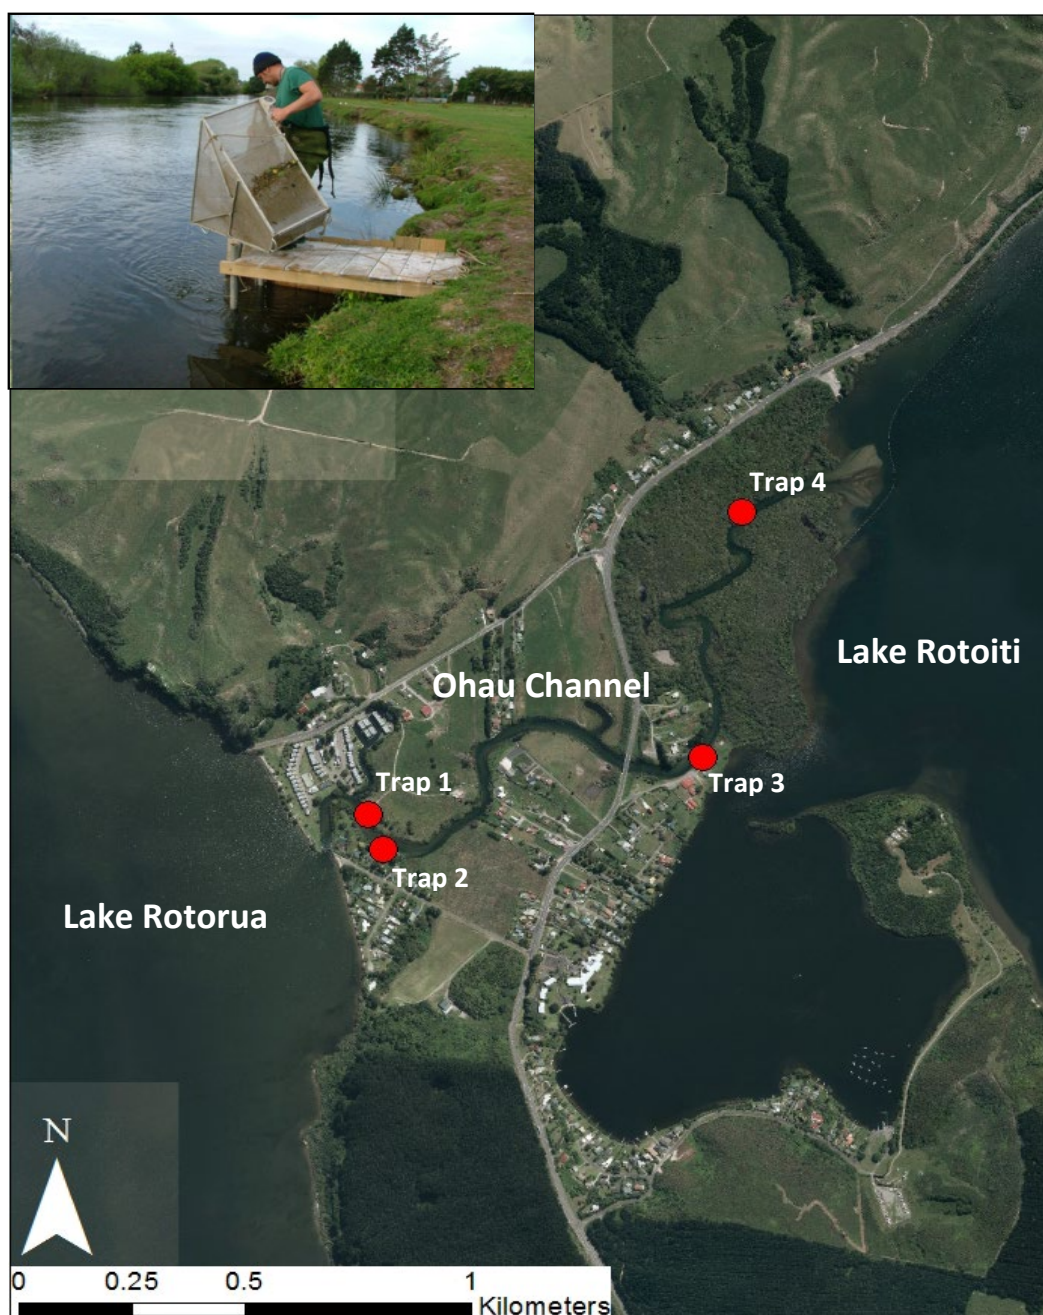 Trap 4
Lake Rotoiti
Ohau Channel
Trap 1
Trap 3
Trap 2
Lake Rotorua
N
0 0.25 0.5 1
Kilometers